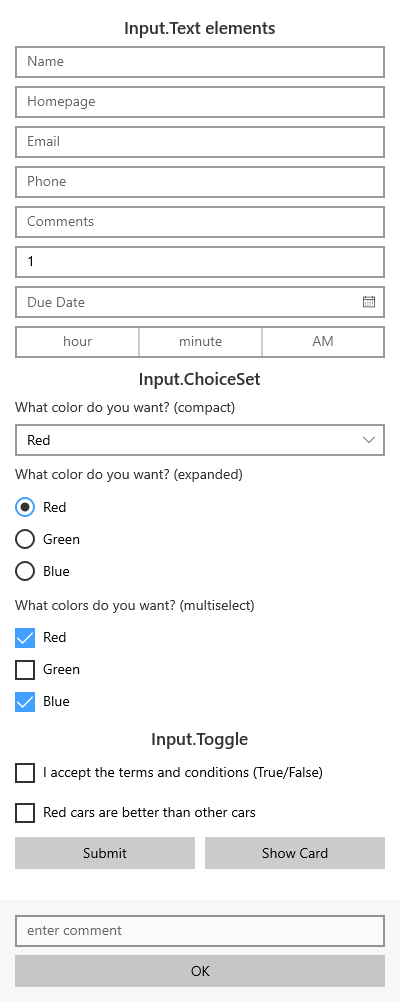 Input.Text elements
Name
Homepage
Email
Phone
Comments
1
Due Date
hour minute AM
Input.ChoiceSet
What color do you want? (compact)
Red
What color do you want? (expanded)
Red
Green
Blue
What colors do you want? (multiselect)
Red
Green
Blue
Input.Toggle
I accept the terms and conditions (True/False)
Red cars are better than other cars
Submit Show Card
enter comment
OK